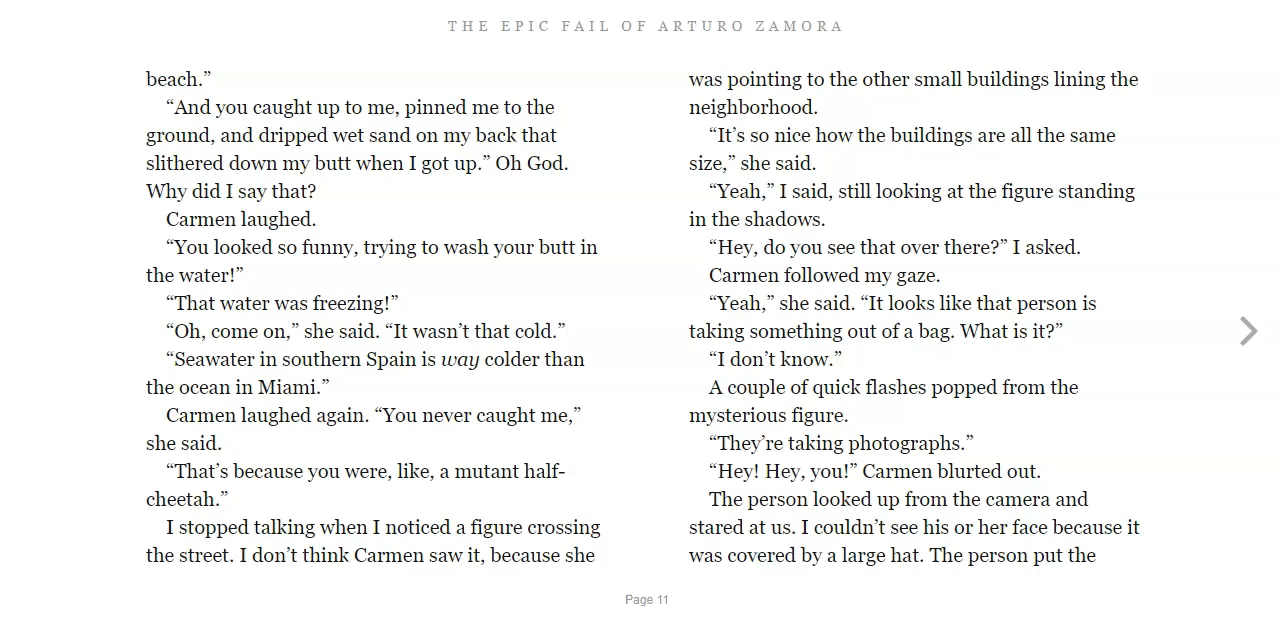 THE EPIC FAIL OF ARTURO ZAMORA
beach.”
“And you caught up to me, pinned me to the
ground, and dripped wet sand on my back that
slithered down my butt when I got up.” Oh God.
Why did I say that?
Carmen laughed.
“You looked so funny, trying to wash your butt in
the water!”
“That water was freezing!”
“Oh, come on,” she said. “It wasn’t that cold.”
“Seawater in southern Spain is way colder than
the ocean in Miami.”
Carmen laughed again. “You never caught me,”
she said.
“That’s because you were, like, a mutant half-
cheetah.”
I stopped talking when I noticed a figure crossing
the street. I don’t think Carmen saw it, because she
was pointing to the other small buildings lining the
neighborhood.
“It’s so nice how the buildings are all the same
size,” she said.
“Yeah,” I said, still looking at the figure standing
in the shadows.
“Hey, do you see that over there?” I asked.
Carmen followed my gaze.
“Yeah,” she said. “It looks like that person is
taking something out of a bag. What is it?”
“I don’t know.”
A couple of quick flashes popped from the
mysterious figure.
“They’re taking photographs.”
“Hey! Hey, you!” Carmen blurted out.
The person looked up from the camera and
stared at us. I couldn’t see his or her face because it
was covered by a large hat. The person put the
Page 11